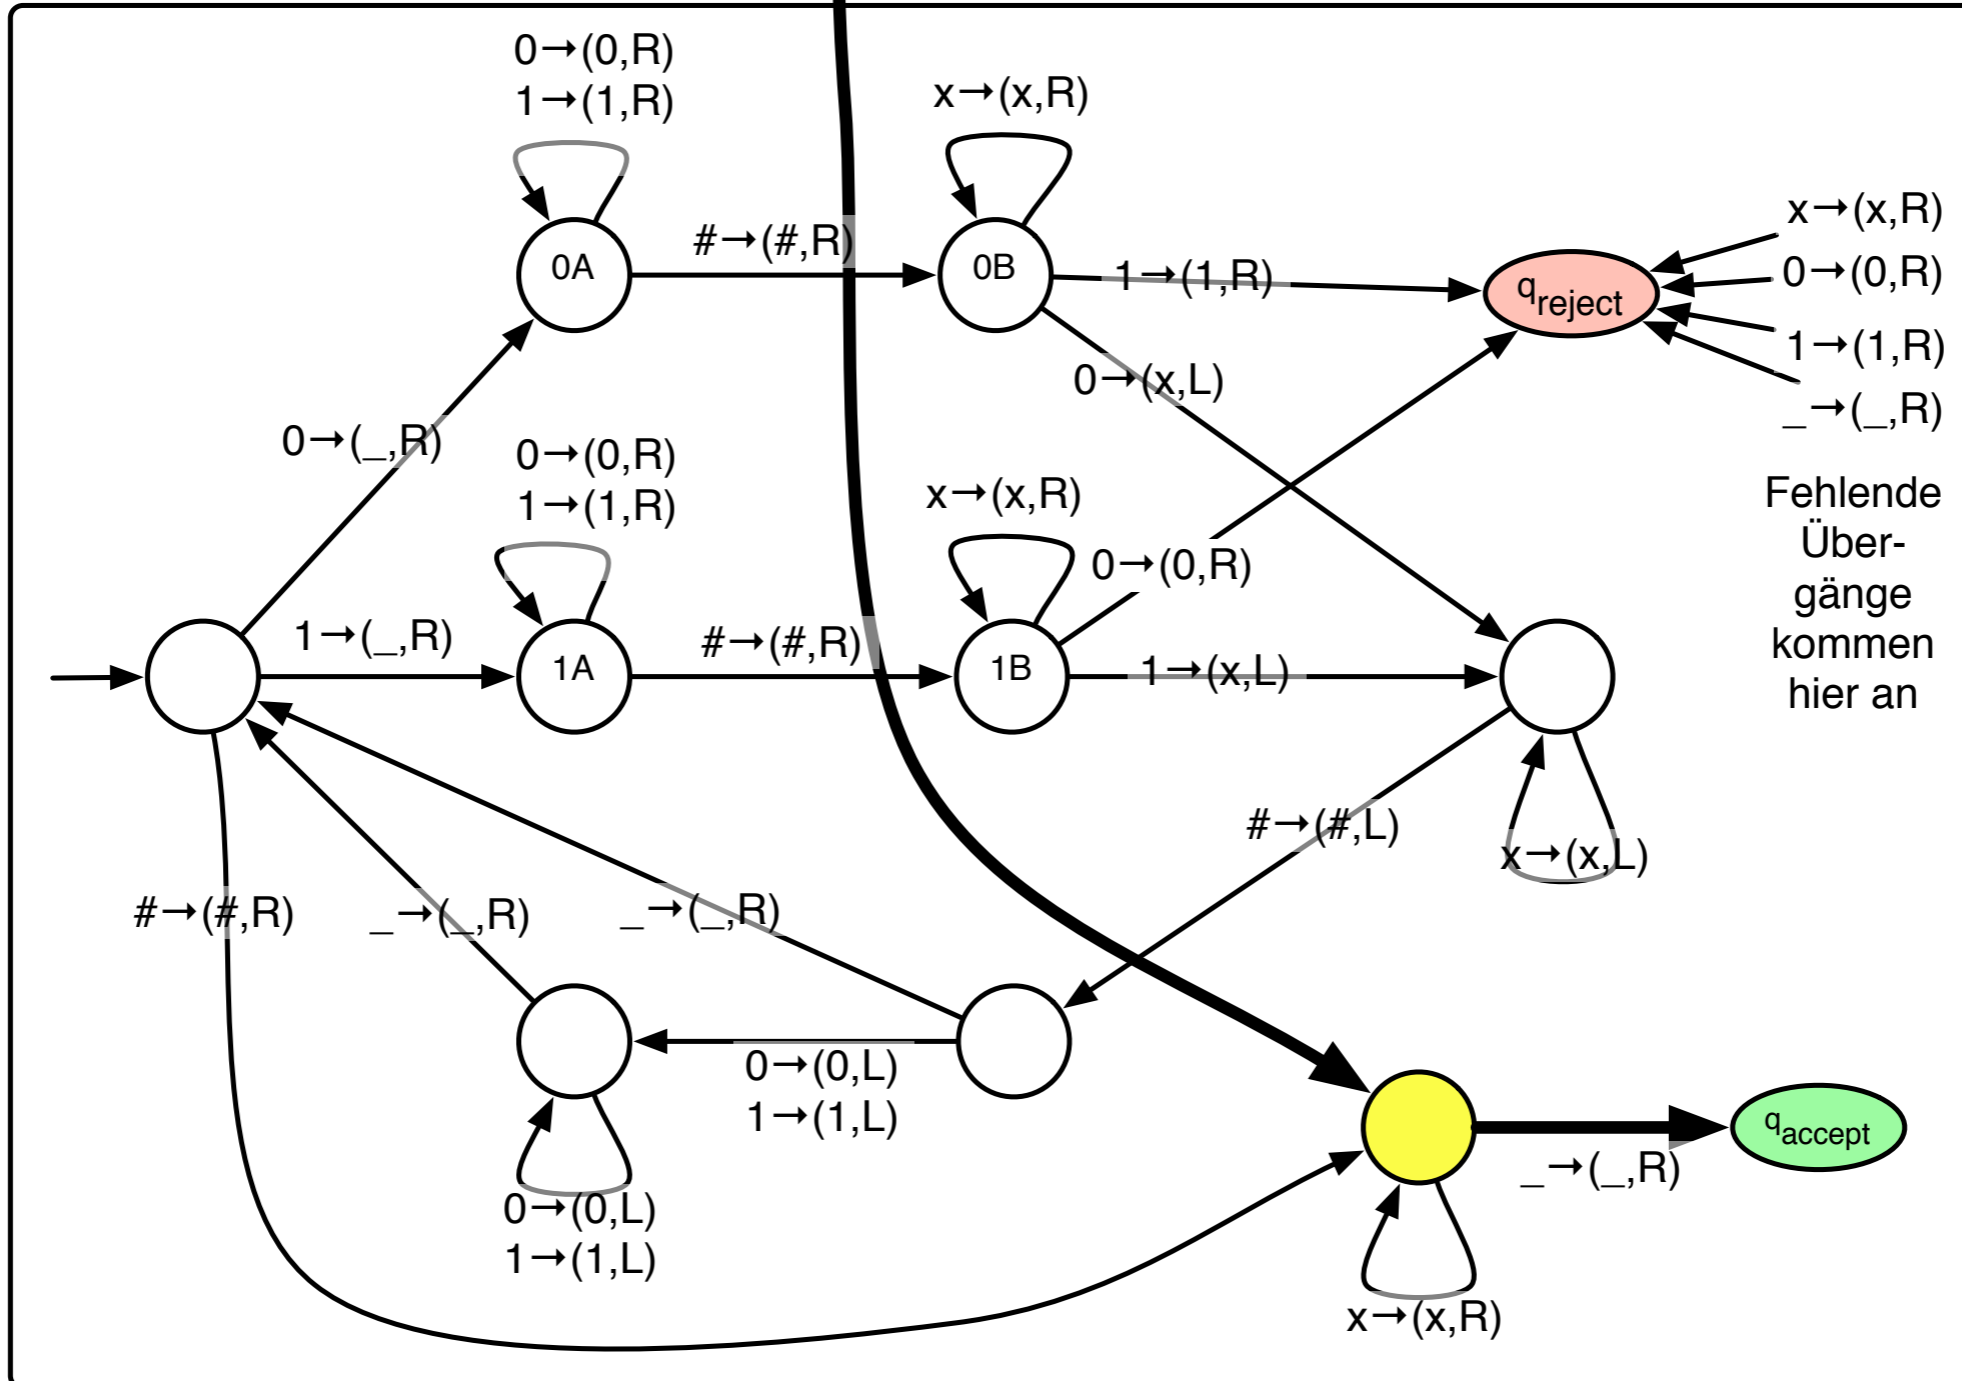 0→(0,R)
1→(1,R)
x→(x,R)
0A
#→(#,R)
0B
1→(1,R)
qreject
x→(x,R)
0→(0,R)
1→(1,R)
_→(_,R)
0→(x,L)
0→(_,R)
0→(0,R)
1→(1,R)
x→(x,R)
0→(0,R)
Fehlende
Über-
gänge
kommen
hier an
1→(_,R)
1A
#→(#,R)
1B
1→(x,L)
#→(#,L)
x→(x,L)
#→(#,R)
_→(_,R)
_→(_,R)
0→(0,L)
1→(1,L)
qaccept
_→(_,R)
0→(0,L)
1→(1,L)
x→(x,R)